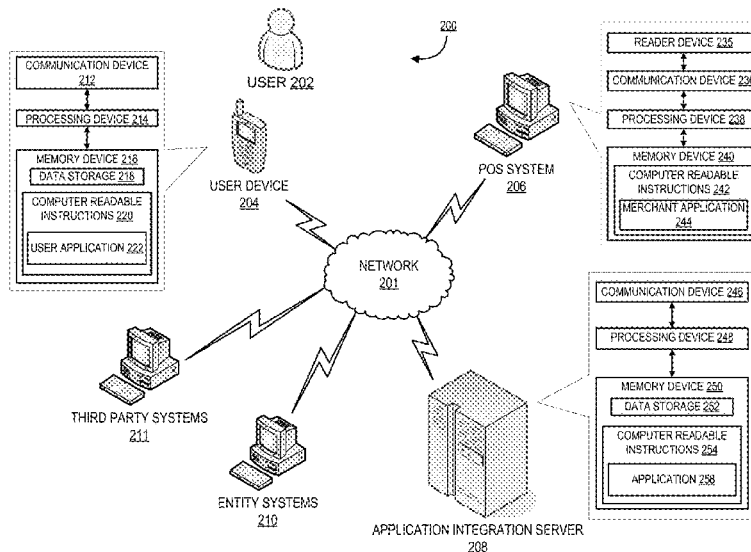 200
USER 202
COMMUNICATION DEVICE
212
PROCESSING DEVICE 214
MEMORY DEVICE 216
DATA STORAGE 218
COMPUTER READABLE
INSTRUCTIONS 220
USER APPLICATION 222
USER DEVICE
204
POS SYSTEM
206
READER DEVICE 235
COMMUNICATION DEVICE 236
PROCESSING DEVICE 238
MEMORY DEVICE 240
COMPUTER READABLE
INSTRUCTIONS 242
MERCHANT APPLICATION
244
NETWORK
201
COMMUNICATION DEVICE 246
PROCESSING DEVICE 248
MEMORY DEVICE 250
DATA STORAGE 252
COMPUTER READABLE
INSTRUCTIONS 254
APPLICATION 258
THIRD PARTY SYSTEMS
211
ENTITY SYSTEMS
210
APPLICATION INTEGRATION SERVER
208